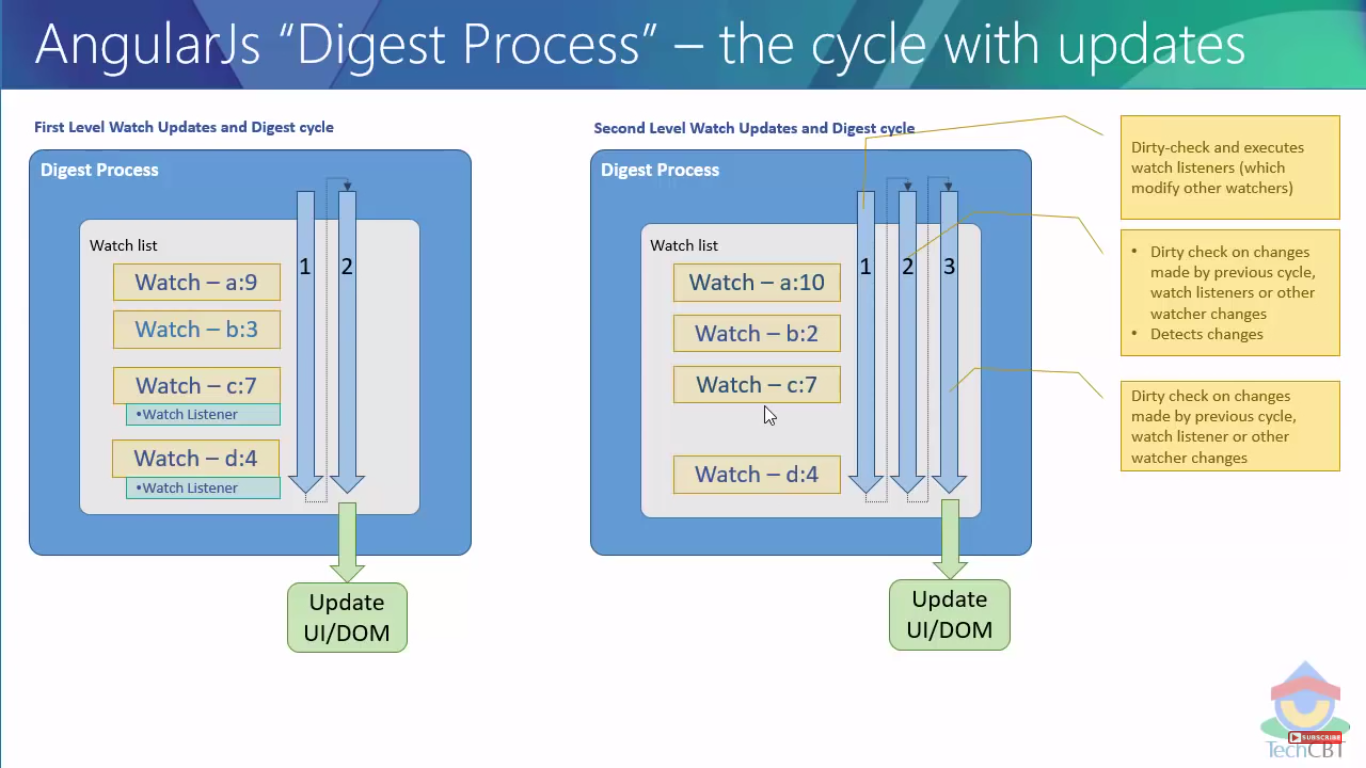 AngularJs “Digest Process” – the cycle with updates
First Level Watch Updates and Digest cycle
Digest Process
Watch list
1
2
Watch – a:9
Watch – b:3
Watch – c:7
•Watch Listener
Watch – d:4
•Watch Listener
Update
UI/DOM
Second Level Watch Updates and Digest cycle
Digest Process
Watch list
1
2
3
Watch – a:10
Watch – b:2
Watch – c:7
Watch – d:4
Update
UI/DOM
Dirty-check and executes
watch listeners (which
modify other watchers)
• Dirty check on changes
made by previous cycle,
watch listeners or other
watcher changes
• Detects changes
Dirty check on changes
made by previous cycle,
watch listener or other
watcher changes
SUBSCRIBE
TechCBT